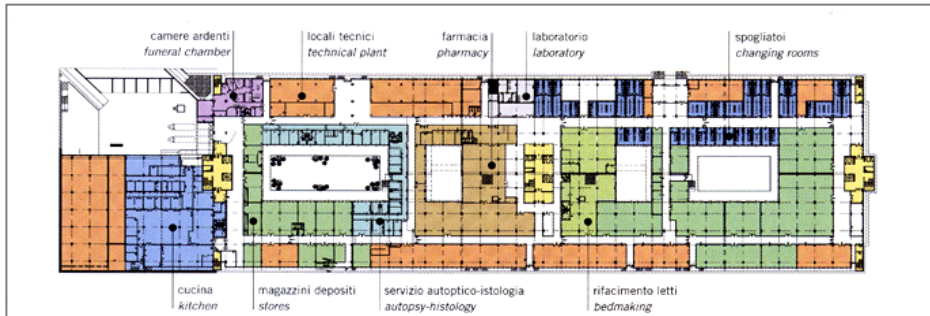 camere ardenti
funeral chamber
locali tecnici
technical plant
farmacia
pharmacy
laboratorio
laboratory
spogliatoi
changing rooms
cucina
kitchen
magazzini depositi
stores
servizio autoptico-istologia
autopsy-histology
rifacimento letti
bedmaking